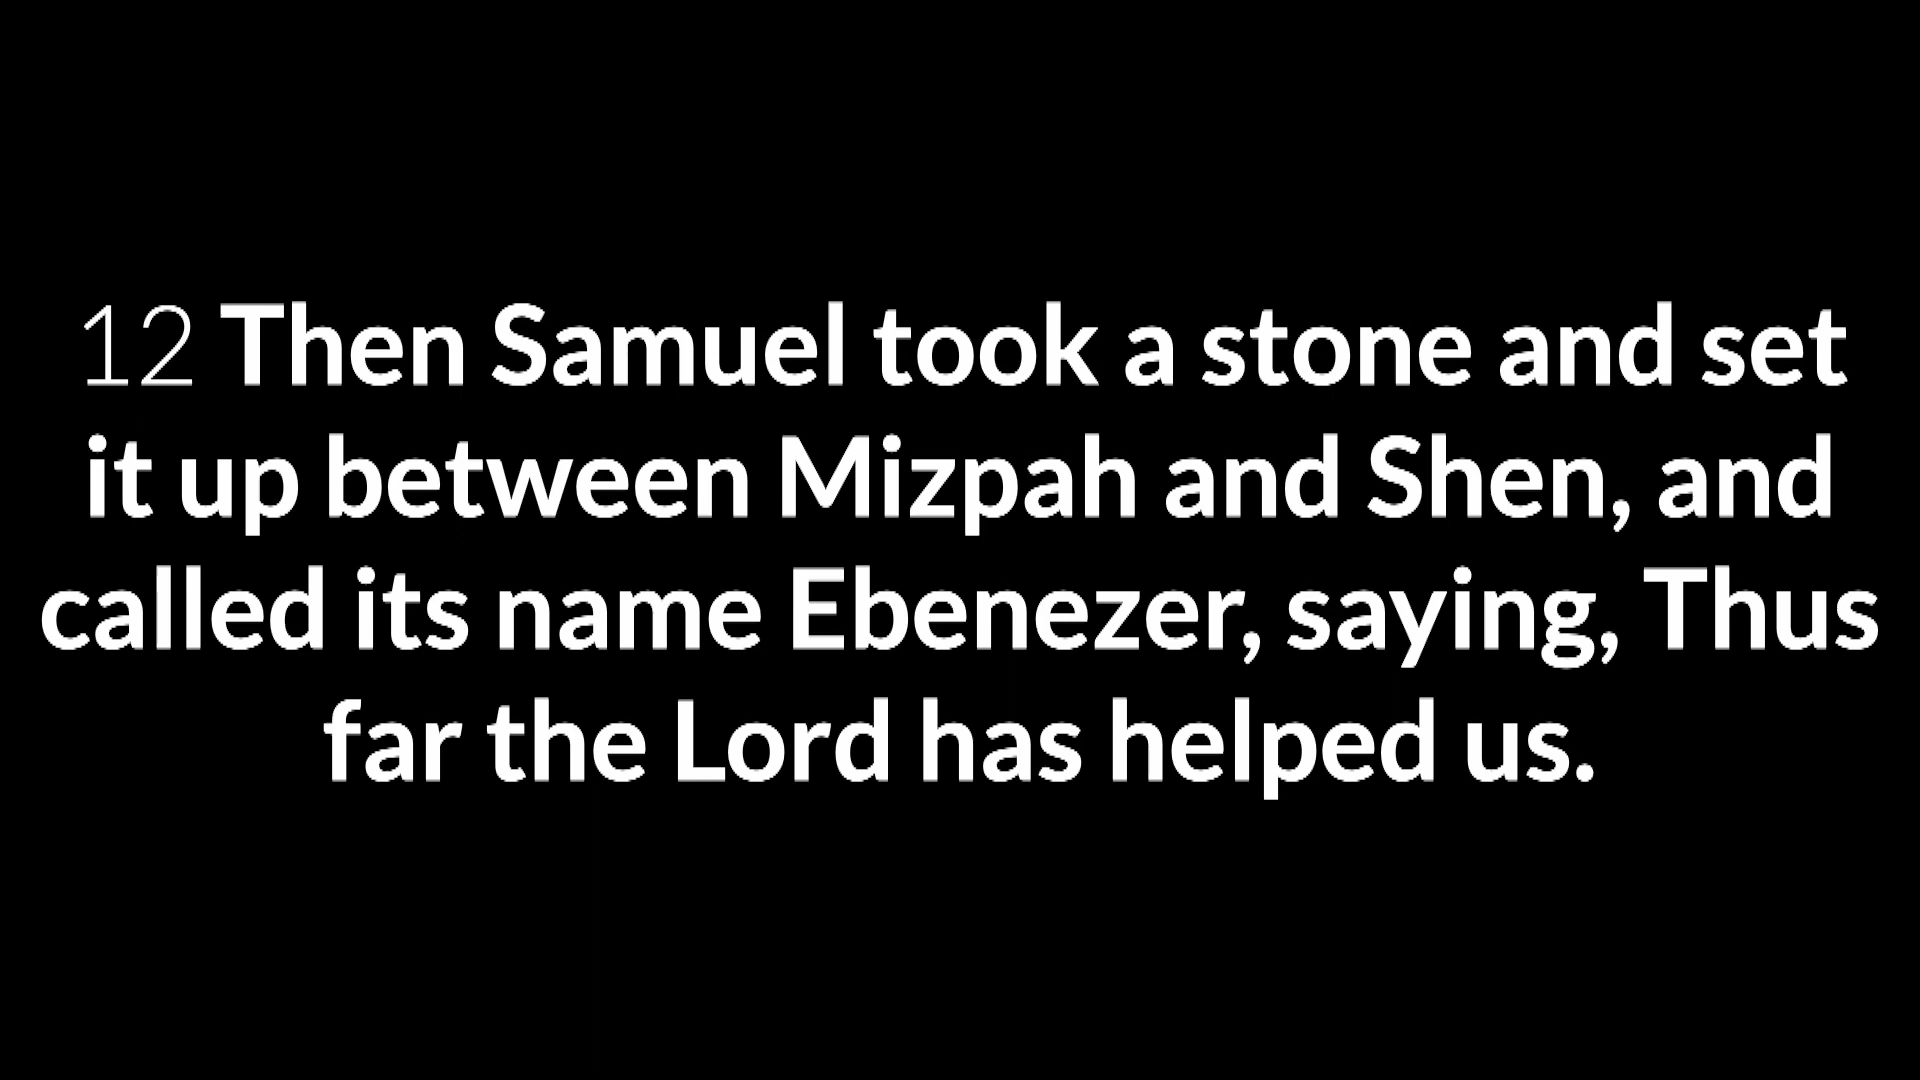 12 Then Samuel took a stone and set
it up between Mizpah and Shen, and
called its name Ebenezer, saying, Thus
far the Lord has helped us.